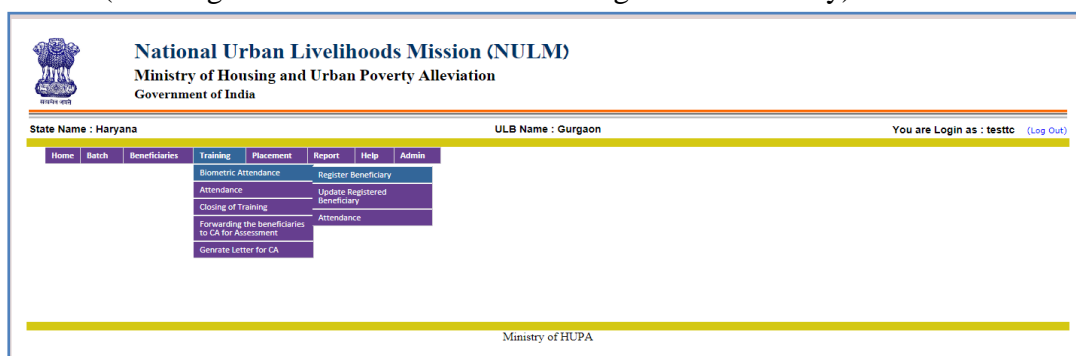 National Urban Livelihoods Mission (NULM)
Ministry of Housing and Urban Poverty Alleviation
Government of India
सत्यमेव जयते
State Name : Haryana ULB Name : Gurgaon You are Login as : testtc (Log Out)
Home Batch Beneficiaries Training Placement Report Help Admin
Biometric Attendance
Attendance
Closing of Training
Forwarding the beneficiaries
to CA for Assessment
Genrate Letter for CA
Register Beneficiary
Update Registered
Beneficiary
Attendance
Ministry of HUPA